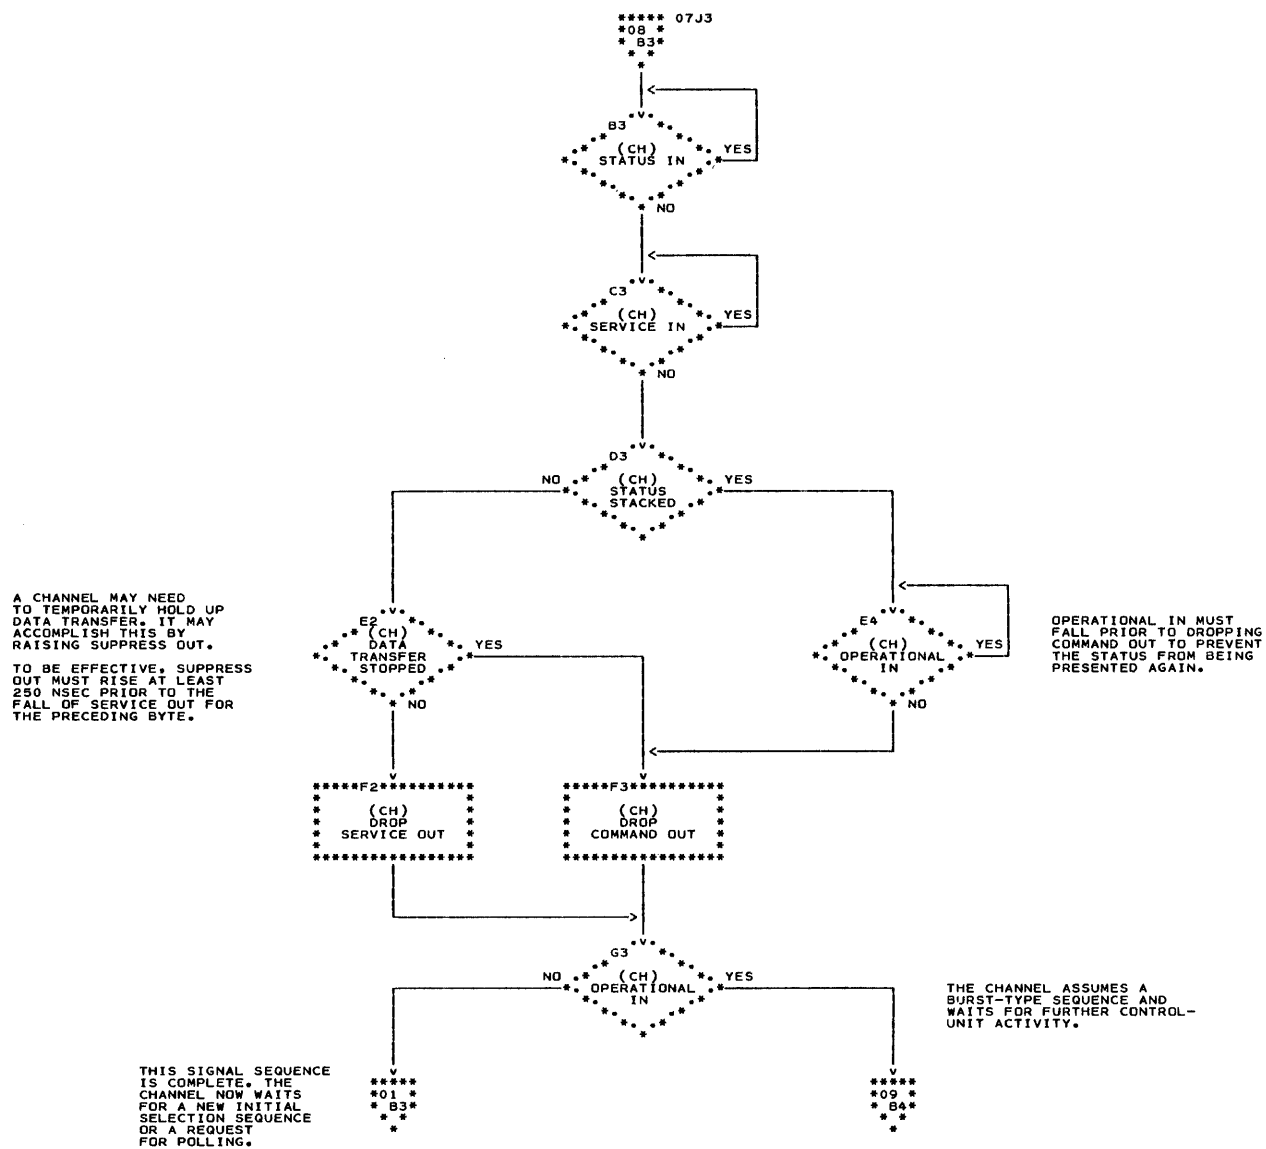 07J3
08
B3
B3
(CH)
STATUS IN
YES
NO
C3
(CH)
SERVICE IN
YES
NO
D3
(CH)
STATUS
STACKED
NO
YES
A CHANNEL MAY NEED
TO TEMPORARILY HOLD UP
DATA TRANSFER. IT MAY
ACCOMPLISH THIS BY
RAISING SUPPRESS OUT.
TO BE EFFECTIVE. SUPPRESS
OUT MUST RISE AT LEAST
250 NSEC PRIOR TO THE
FALL OF SERVICE OUT FOR
THE PRECEDING BYTE.
E2
(CH)
DATA
TRANSFER
STOPPED
YES
NO
E4
(CH)
OPERATIONAL
IN
YES
NO
OPERATIONAL IN MUST
FALL PRIOR TO DROPPING
COMMAND OUT TO PREVENT
THE STATUS FROM BEING
PRESENTED AGAIN.
F2
(CH)
DROP
SERVICE OUT
F3
(CH)
DROP
COMMAND OUT
G3
(CH)
OPERATIONAL
IN
NO
YES
THE CHANNEL ASSUMES A
BURST-TYPE SEQUENCE AND
WAITS FOR FURTHER CONTROL-
UNIT ACTIVITY.
THIS SIGNAL SEQUENCE
IS COMPLETE. THE
CHANNEL NOW WAITS
FOR A NEW INITIAL
SELECTION SEQUENCE
OR A REQUEST
FOR POLLING.
01
B3
09
B4